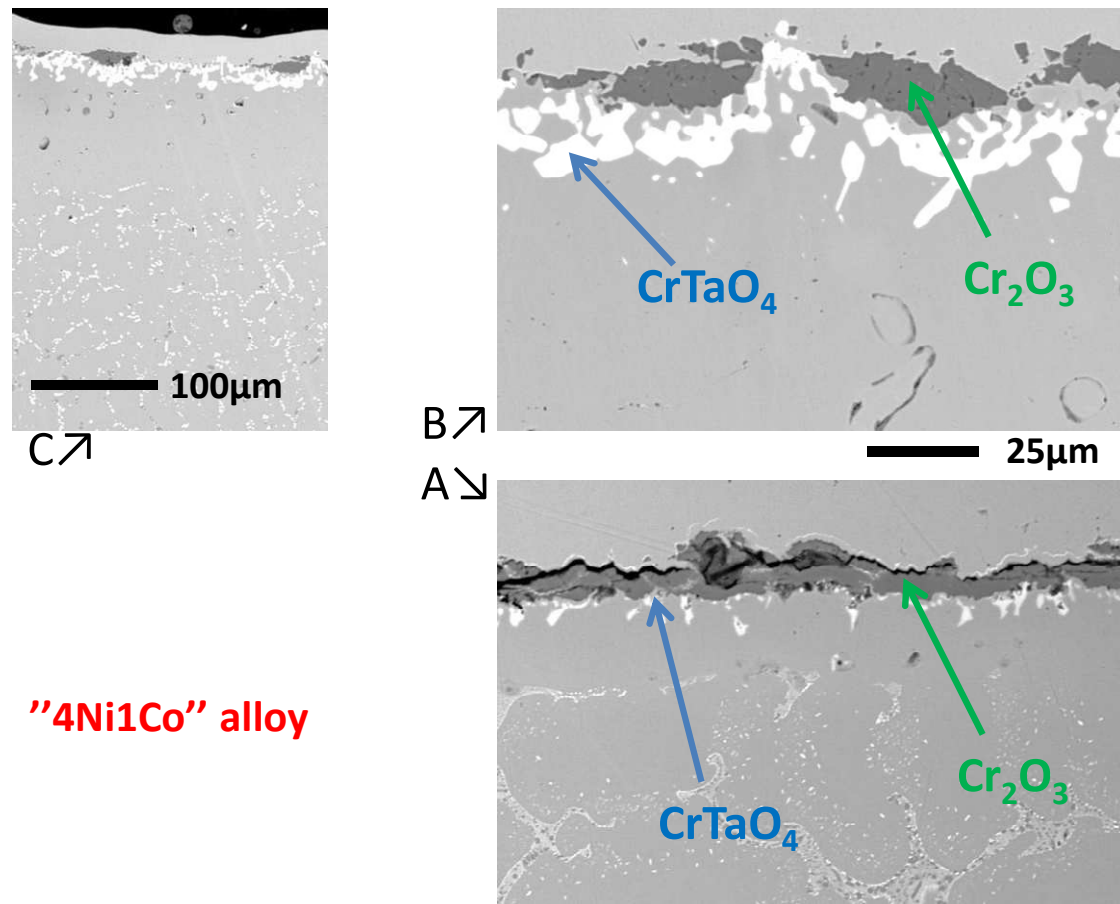 CrTaO₄
Cr₂O₃
100μm
B↗
C↗
25μm
A↘
”4Ni1Co” alloy
Cr₂O₃
CrTaO₄